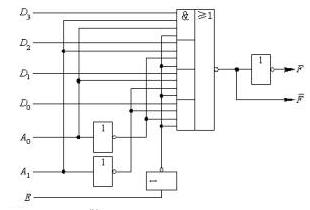 D₃ & ≥1
D₂
D₁ 1 F
F̅
D₀
A₀ 1
A₁ 1
E